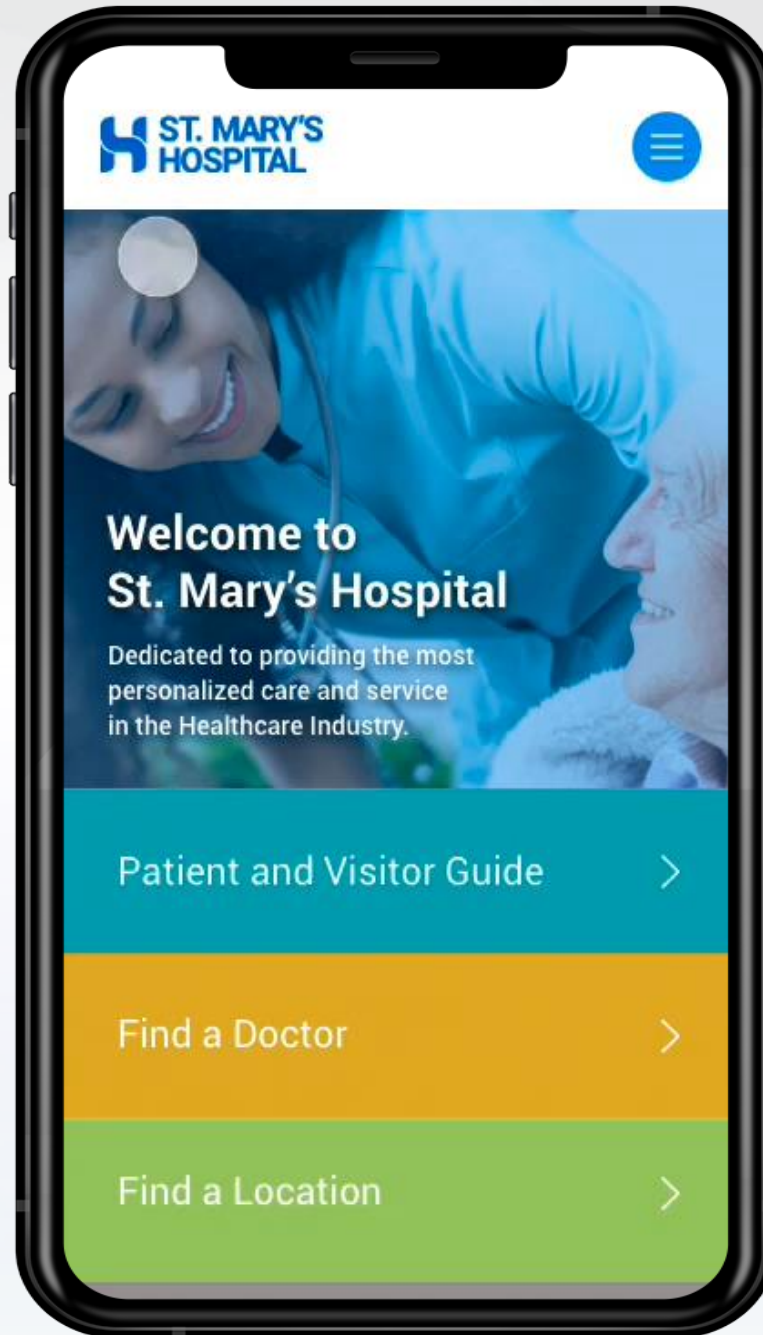 ST. MARY'S
HOSPITAL
Welcome to
St. Mary's Hospital
Dedicated to providing the most
personalized care and service
in the Healthcare Industry.
Patient and Visitor Guide
Find a Doctor
Find a Location